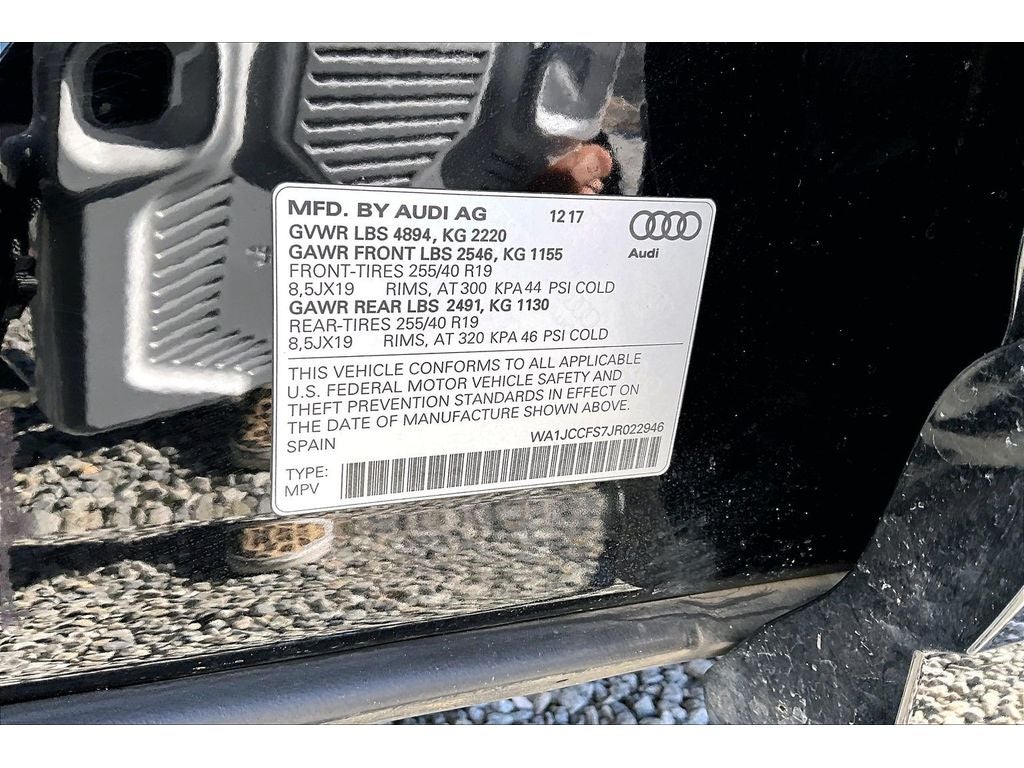 MFD. BY AUDI AG 12 17
Audi
GVWR LBS 4894, KG 2220
GAWR FRONT LBS 2546, KG 1155
FRONT-TIRES 255/40 R19
8,5JX19 RIMS, AT 300 KPA 44 PSI COLD
GAWR REAR LBS 2491, KG 1130
REAR-TIRES 255/40 R19
8,5JX19 RIMS, AT 320 KPA 46 PSI COLD
THIS VEHICLE CONFORMS TO ALL APPLICABLE
U.S. FEDERAL MOTOR VEHICLE SAFETY AND
THEFT PREVENTION STANDARDS IN EFFECT ON
THE DATE OF MANUFACTURE SHOWN ABOVE.
SPAIN WA1JCCFS7JR022946
TYPE:
MPV